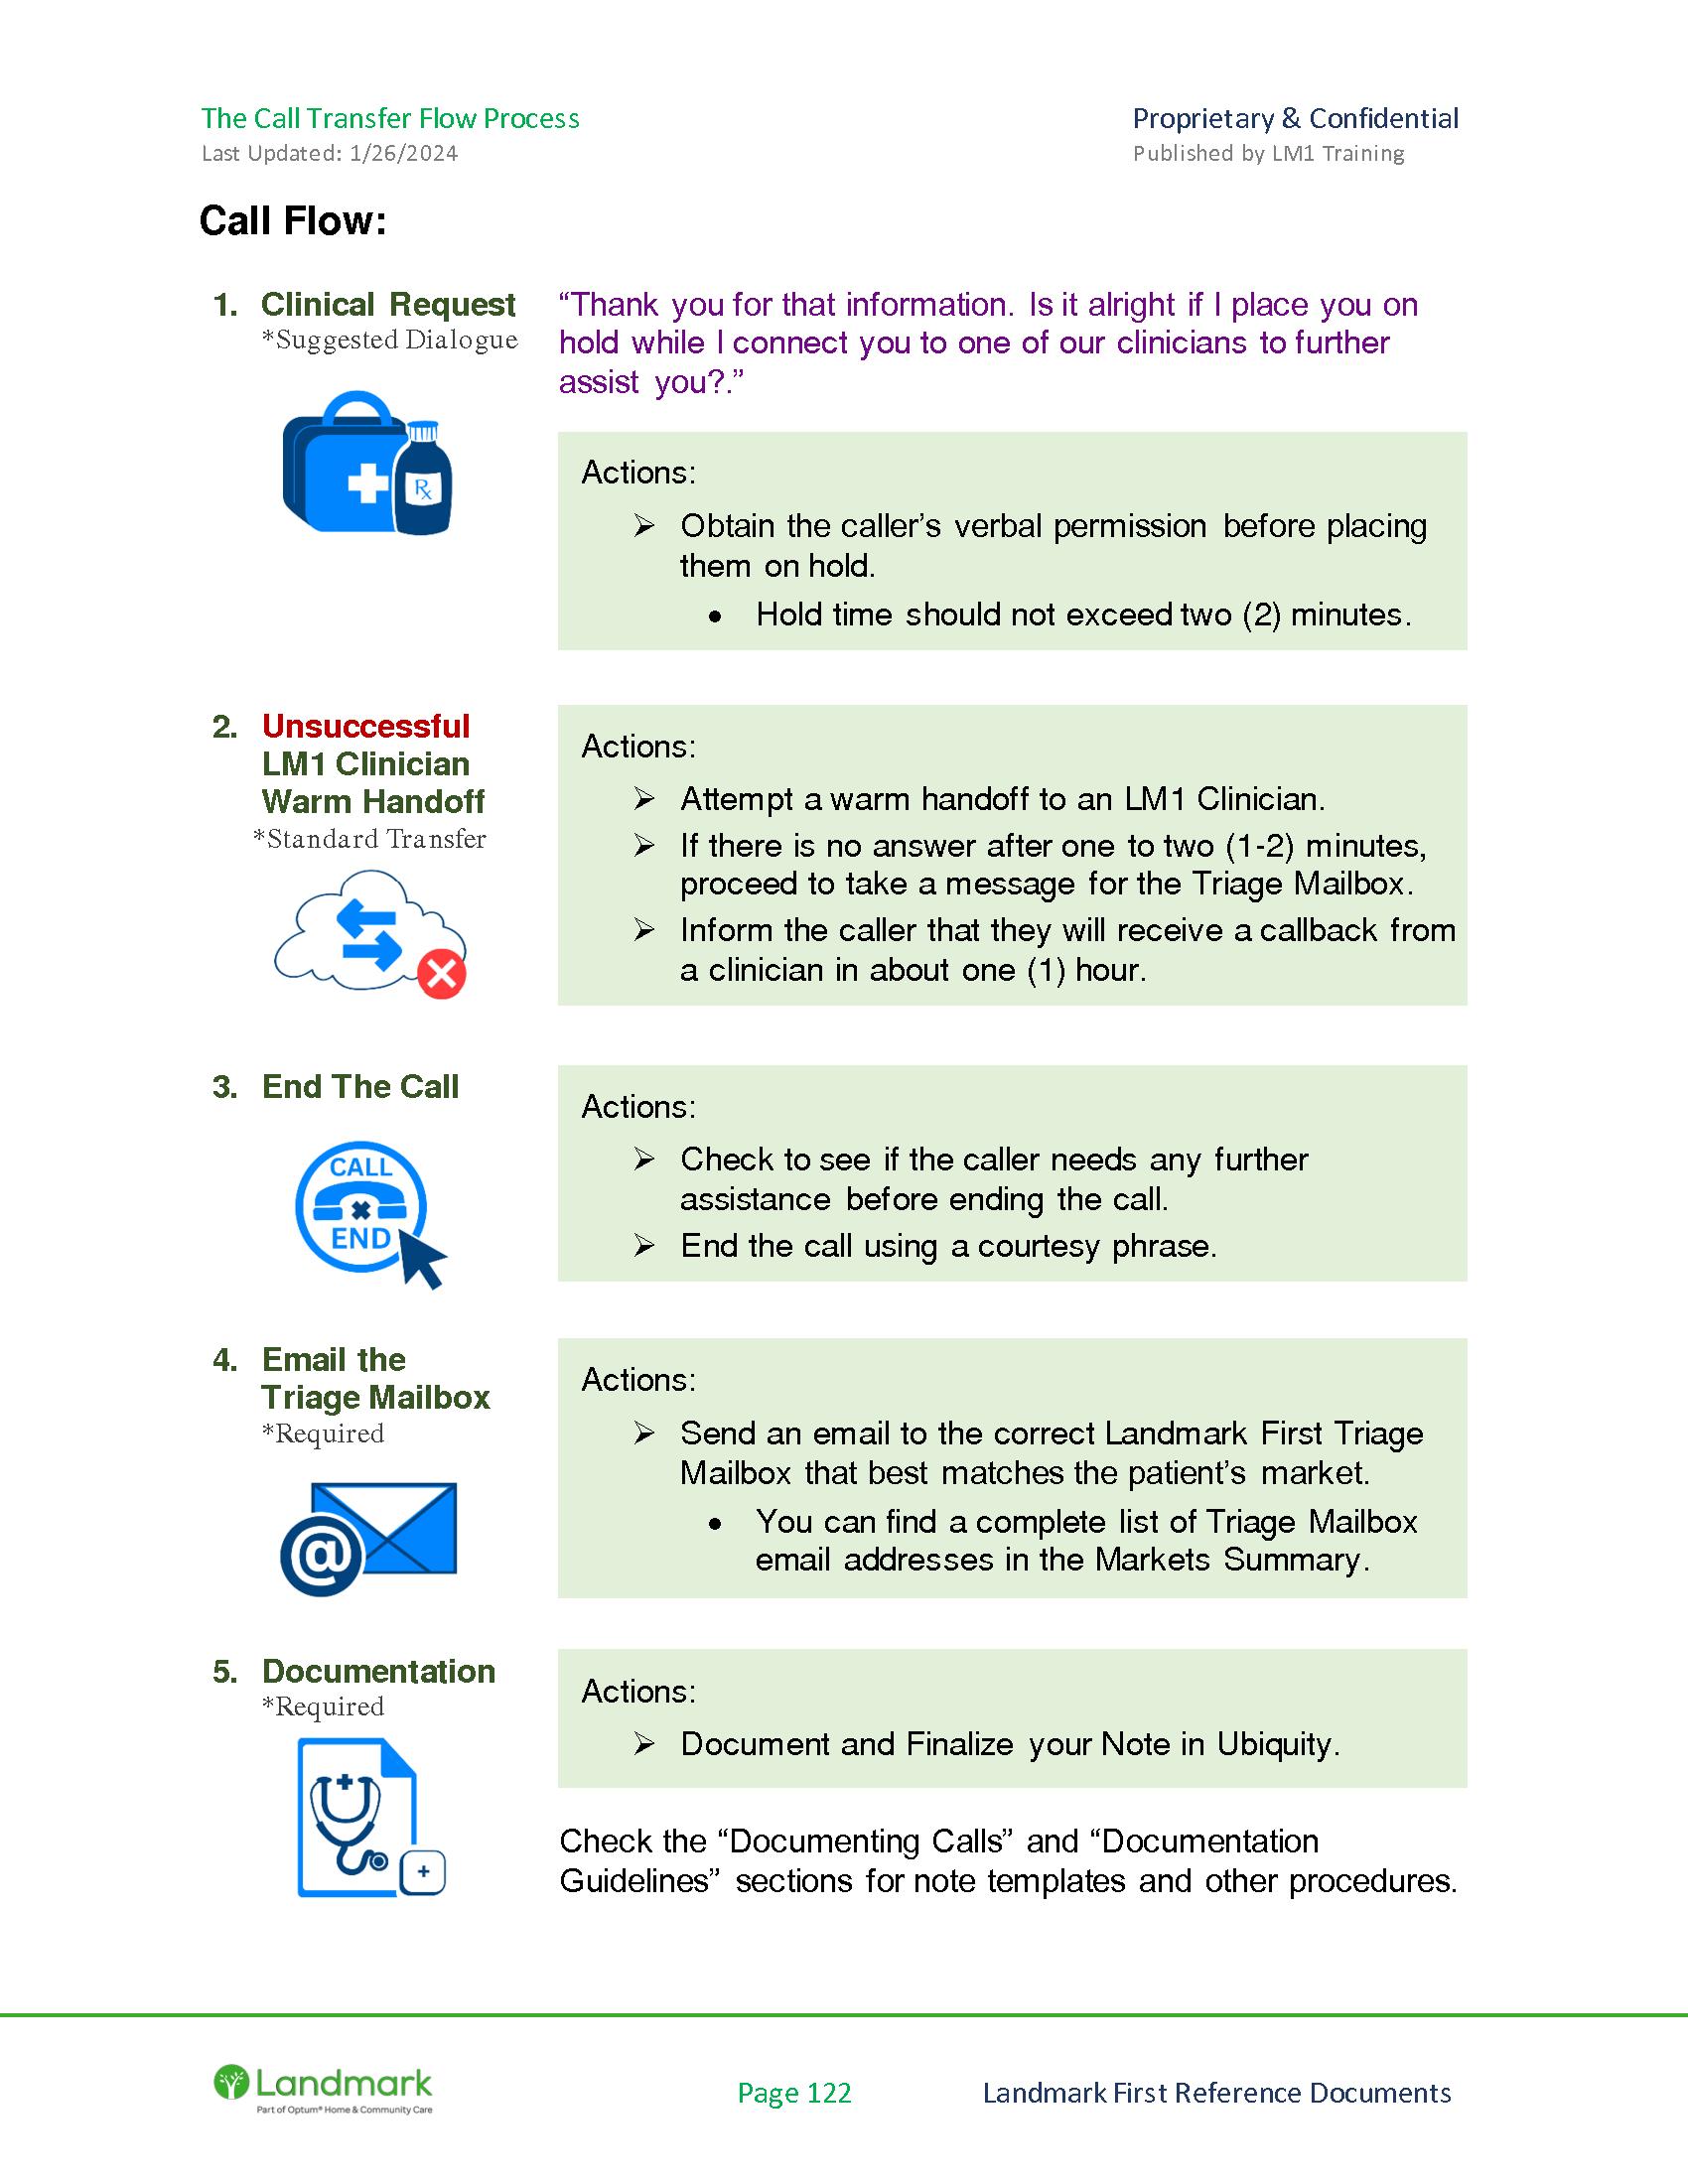 The Call Transfer Flow Process
Proprietary & Confidential
Last Updated: 1/26/2024
Published by LM1 Training
Call Flow:
1. Clinical Request
*Suggested Dialogue
“Thank you for that information. Is it alright if I place you on
hold while I connect you to one of our clinicians to further
assist you?.”
Rx
Actions:
➢ Obtain the caller’s verbal permission before placing
them on hold.
• Hold time should not exceed two (2) minutes.
2. Unsuccessful
LM1 Clinician
Warm Handoff
*Standard Transfer
Actions:
➢ Attempt a warm handoff to an LM1 Clinician.
➢ If there is no answer after one to two (1-2) minutes,
proceed to take a message for the Triage Mailbox.
➢ Inform the caller that they will receive a callback from
a clinician in about one (1) hour.
3. End The Call
CALL
END
Actions:
➢ Check to see if the caller needs any further
assistance before ending the call.
➢ End the call using a courtesy phrase.
4. Email the
Triage Mailbox
*Required
@
Actions:
➢ Send an email to the correct Landmark First Triage
Mailbox that best matches the patient’s market.
• You can find a complete list of Triage Mailbox
email addresses in the Markets Summary.
5. Documentation
*Required
Actions:
➢ Document and Finalize your Note in Ubiquity.
Check the “Documenting Calls” and “Documentation
Guidelines” sections for note templates and other procedures.
Landmark
Part of Optum® Home & Community Care
Page 122
Landmark First Reference Documents